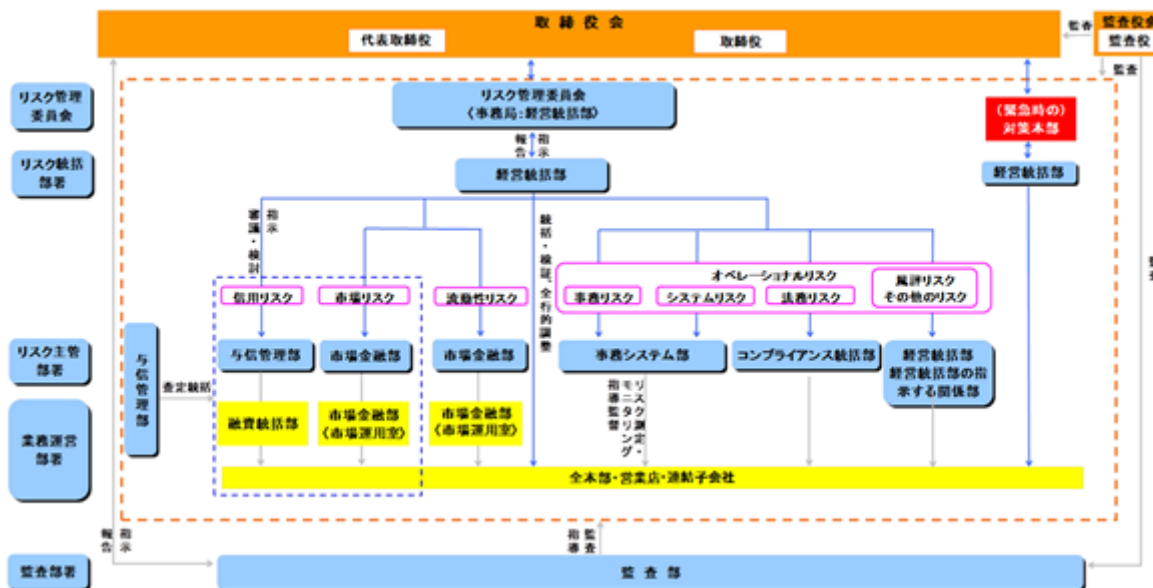 取締役会
代表取締役
取締役
監査
監査役会
監査役
監査
リスク管理
委員会
リスク管理委員会
〈事務局:経営統括部〉
(緊急時の)
対策本部
報告
指示
リスク統括
部署
経営統括部
経営統括部
審議・検討
指示
統括・検証、全行的調整
監査
オペレーショナルリスク
信用リスク
市場リスク
流動性リスク
事務リスク
システムリスク
法務リスク
風評リスク
その他のリスク
リスク主管
部署
与信管理部
査定統括
与信管理部
市場金融部
市場金融部
事務システム部
コンプライアンス統括部
経営統括部
経営統括部の指
示する関係部
指導監督
モニタリング
リスク測定・
業務運営
部署
融資統括部
市場金融部
〈市場運用室〉
市場金融部
〈市場運用室〉
全本部・営業店・連結子会社
報告
指示
指導
監査
監査部署
監査部